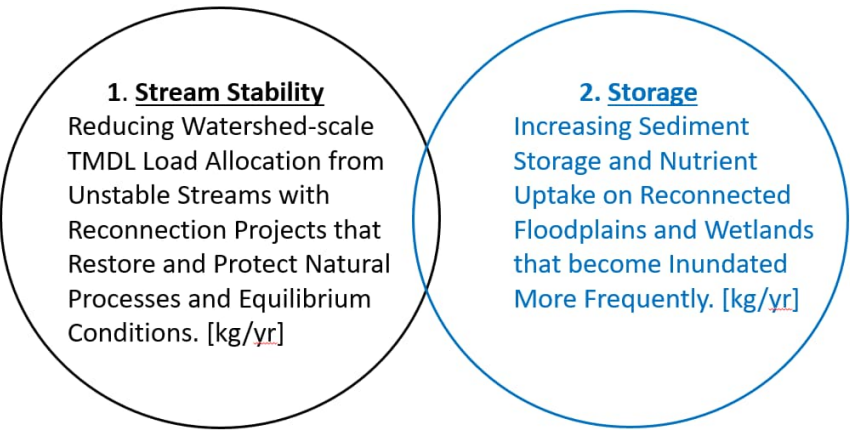 1. Stream Stability
Reducing Watershed-scale
TMDL Load Allocation from
Unstable Streams with
Reconnection Projects that
Restore and Protect Natural
Processes and Equilibrium
Conditions. [kg/yr]
2. Storage
Increasing Sediment
Storage and Nutrient
Uptake on Reconnected
Floodplains and Wetlands
that become Inundated
More Frequently. [kg/yr]